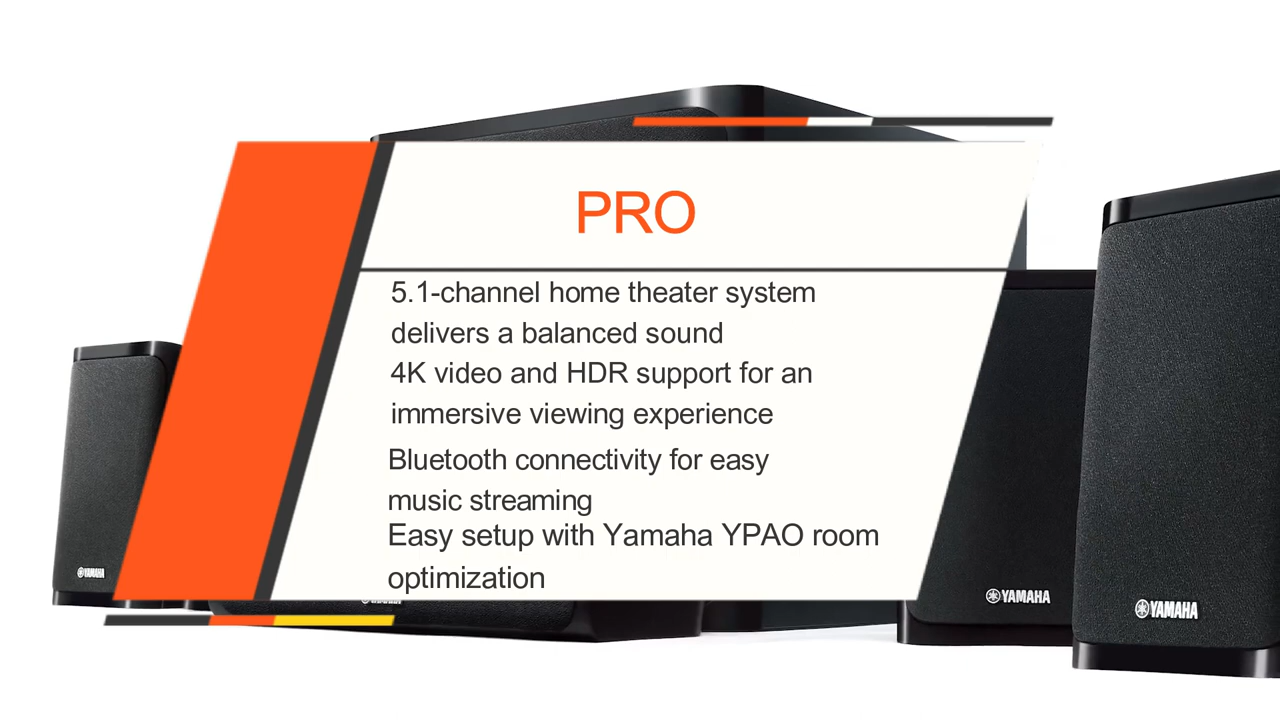 PRO
5.1-channel home theater system
delivers a balanced sound
4K video and HDR support for an
immersive viewing experience
Bluetooth connectivity for easy
music streaming
Easy setup with Yamaha YPAO room
optimization
YAMAHA
YAMAHA
YAMAHA